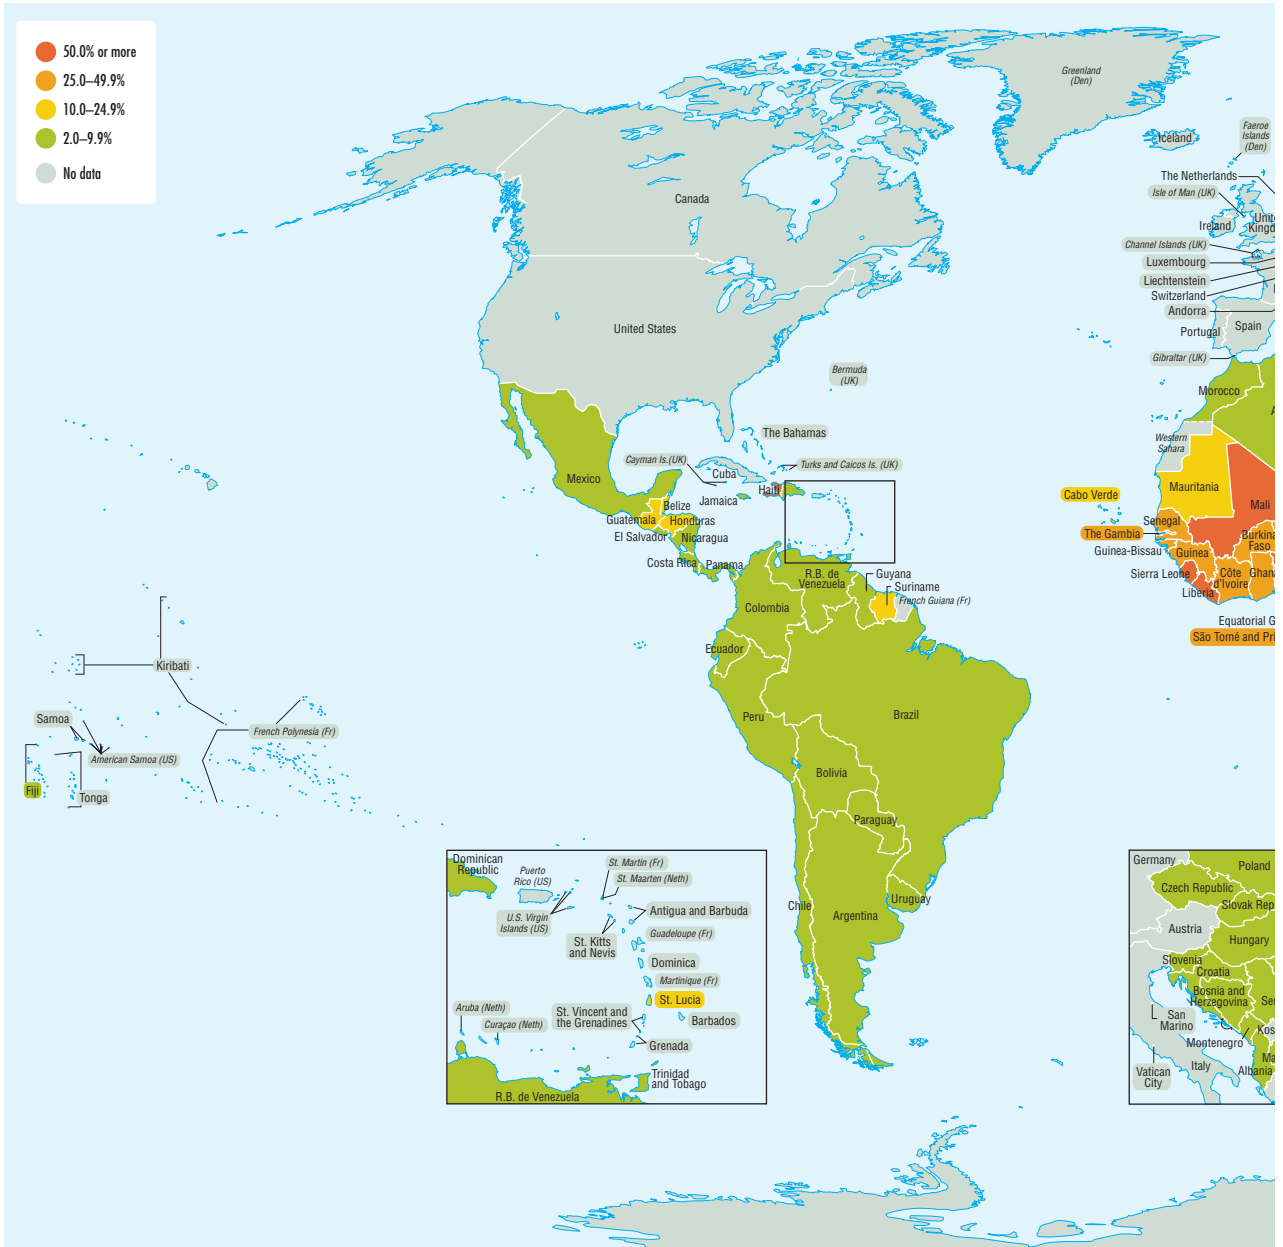 50.0% or more
25.0–49.9%
10.0–24.9%
2.0–9.9%
No data
Greenland
(Den)
Iceland
Faeroe
Islands
(Den)
The Netherlands
Isle of Man (UK)
Canada
Ireland
Channel Islands (UK)
Luxembourg
Liechtenstein
Switzerland
Andorra
Portugal
Spain
United States
Gibraltar (UK)
Bermuda
(UK)
Morocco
The Bahamas
Western
Sahara
Cayman Is.(UK)
Turks and Caicos Is. (UK)
Cuba
Mexico
Haiti
Jamaica
Belize
Guatemala
Honduras
El Salvador
Nicaragua
Costa Rica
Panama
Mauritania
Cabo Verde
Mali
Senegal
The Gambia
Burkina
Faso
Guinea-Bissau
Guinea
Sierra Leone
Côte
d'Ivoire
Ghana
Liberia
Equatorial G
São Tomé and Pri
R.B. de
Venezuela
Guyana
Suriname
French Guiana (Fr)
Colombia
Ecuador
Peru
Brazil
Bolivia
Paraguay
Chile
Argentina
Uruguay
Kiribati
Samoa
American Samoa (US)
French Polynesia (Fr)
Fiji
Tonga
Dominican
Republic
Puerto
Rico (US)
St. Martin (Fr)
St. Maarten (Neth)
U.S. Virgin
Islands (US)
Antigua and Barbuda
St. Kitts
and Nevis
Guadeloupe (Fr)
Dominica
Martinique (Fr)
St. Lucia
Aruba (Neth)
Curaçao (Neth)
St. Vincent and
the Grenadines
Barbados
Grenada
Trinidad
and Tobago
R.B. de Venezuela
Germany
Poland
Czech Republic
Slovak Rep
Austria
Hungary
Slovenia
Croatia
Bosnia and
Herzegovina
Se
San
Marino
Kos
Montenegro
Ma
Albania
Italy
Vatican
City